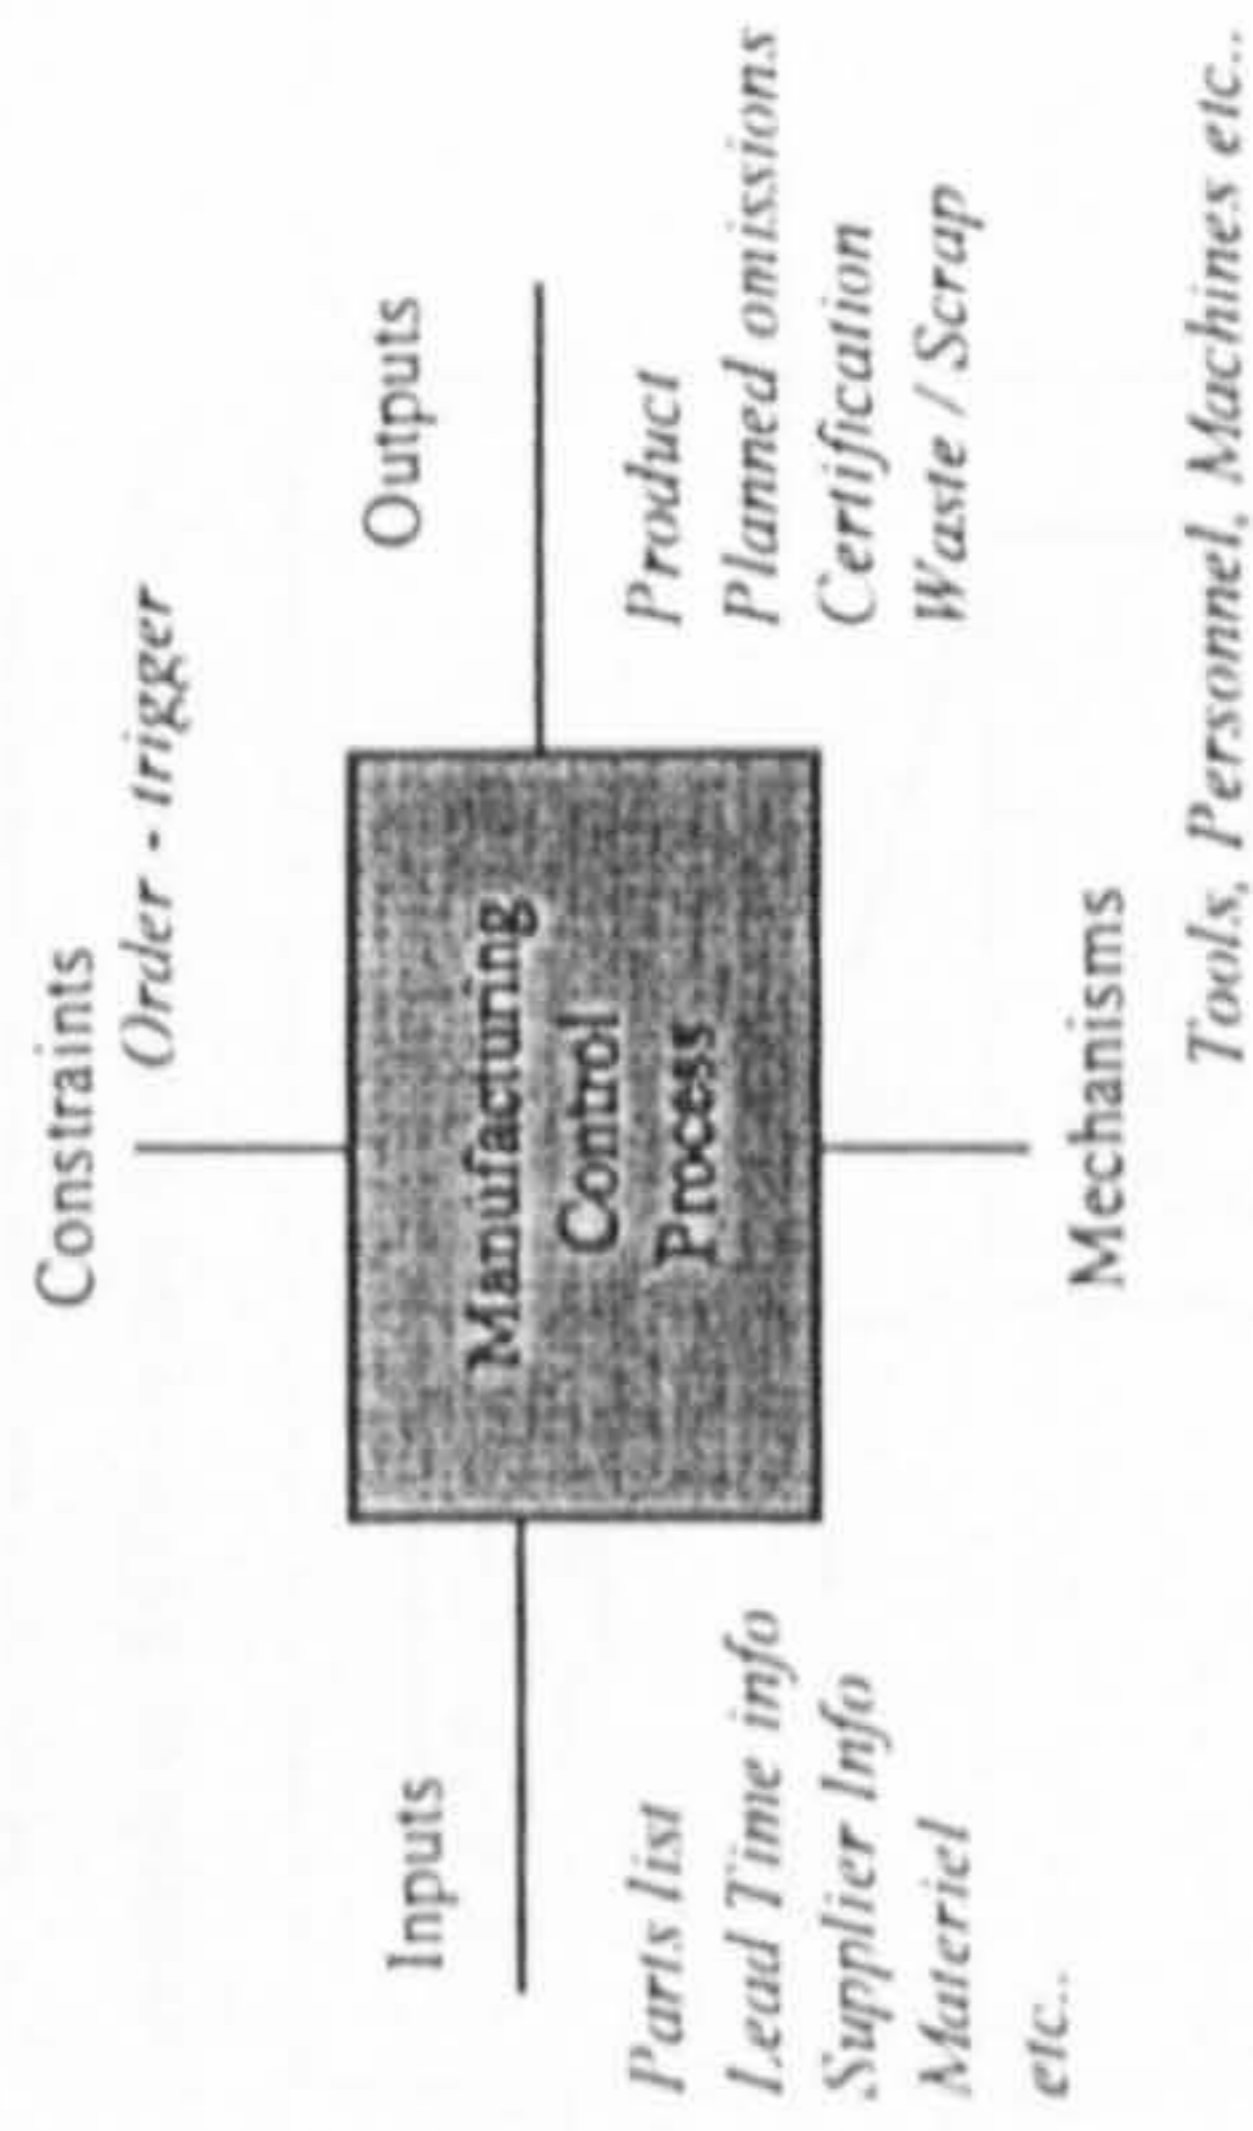 Constraints
Order - trigger
Inputs
Outputs
Manufacturing
Control
Process
Parts list
Lead Time info
Supplier Info
Materiel
etc...
Product
Planned omissions
Certification
Waste / Scrap
Mechanisms
Tools, Personnel, Machines etc...